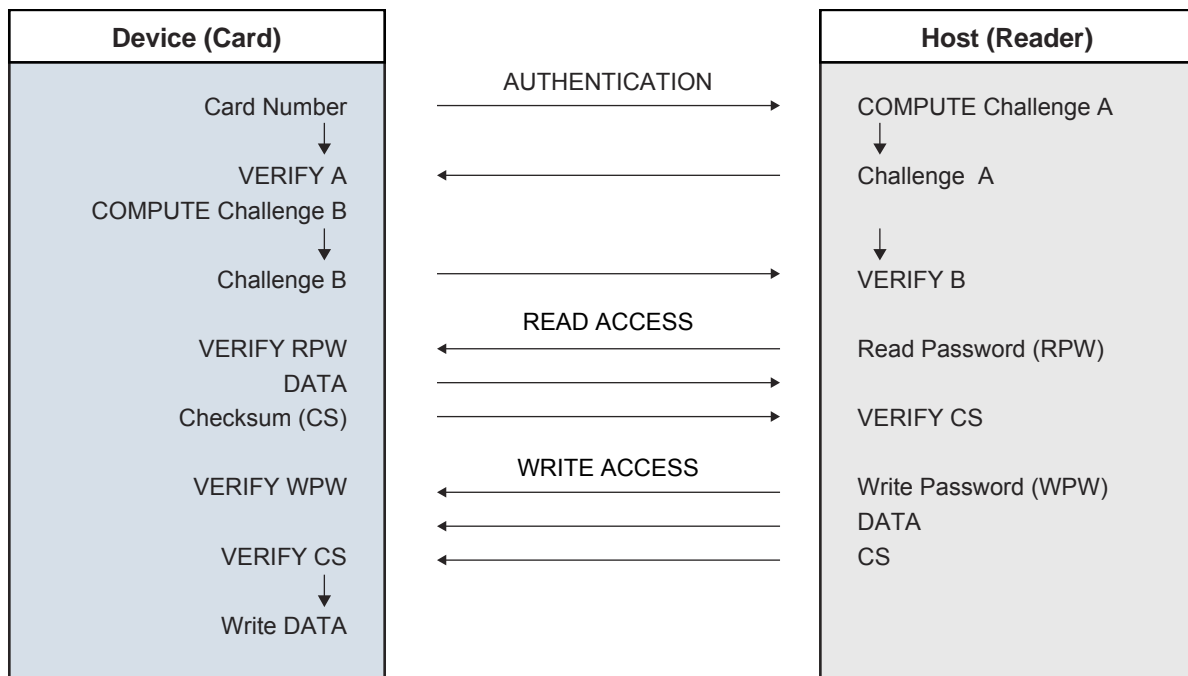 Device (Card)
Host (Reader)
AUTHENTICATION
Card Number
COMPUTE Challenge A
VERIFY A
Challenge A
COMPUTE Challenge B
Challenge B
VERIFY B
READ ACCESS
VERIFY RPW
Read Password (RPW)
DATA
Checksum (CS)
VERIFY CS
WRITE ACCESS
VERIFY WPW
Write Password (WPW)
DATA
VERIFY CS
CS
Write DATA